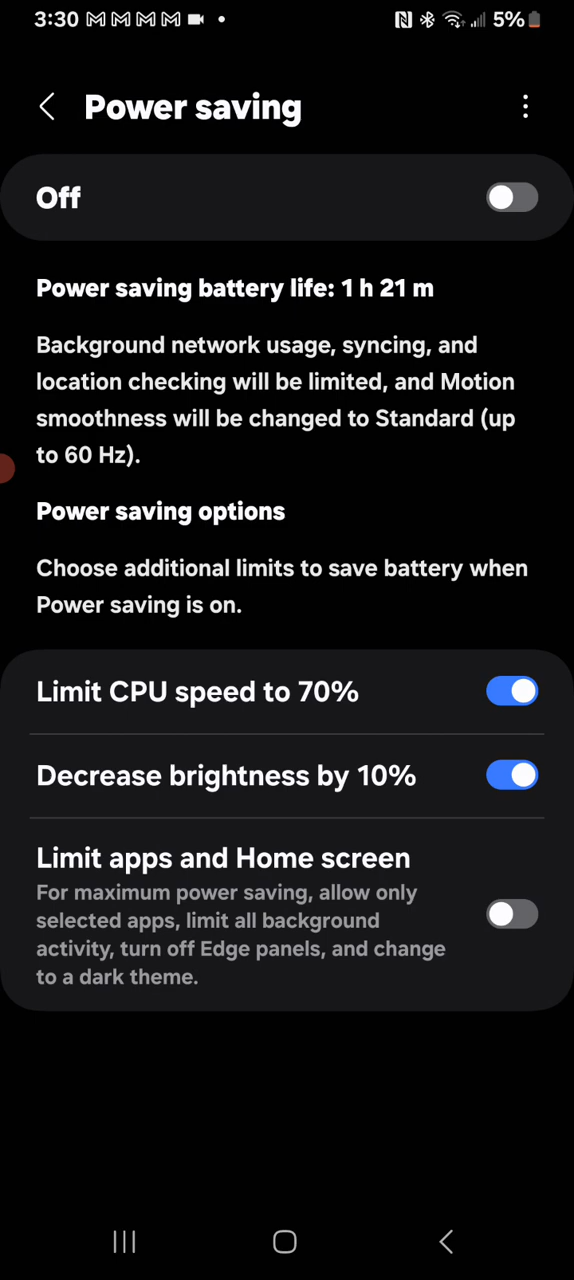 3:30 5%
Power saving
Off
Power saving battery life: 1 h 21 m
Background network usage, syncing, and
location checking will be limited, and Motion
smoothness will be changed to Standard (up
to 60 Hz).
Power saving options
Choose additional limits to save battery when
Power saving is on.
Limit CPU speed to 70%
Decrease brightness by 10%
Limit apps and Home screen
For maximum power saving, allow only
selected apps, limit all background
activity, turn off Edge panels, and change
to a dark theme.